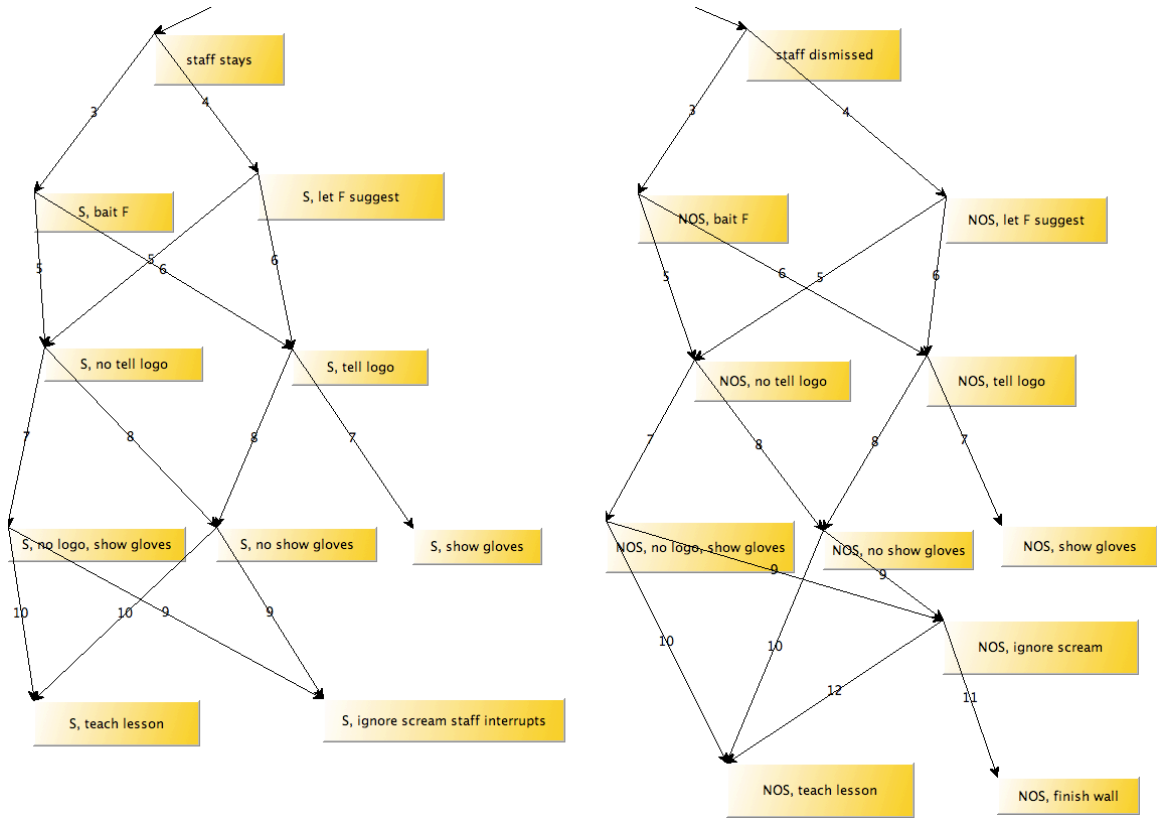 staff stays
staff dismissed
3
4
3
4
S, bait F
S, let F suggest
NOS, bait F
NOS, let F suggest
5
5
6
6
5
6
5
6
S, no tell logo
S, tell logo
NOS, no tell logo
NOS, tell logo
7
8
8
7
7
8
8
7
S, no logo, show gloves
S, no show gloves
S, show gloves
NOS, no logo, show gloves
NOS, no show gloves
NOS, show gloves
10
10
9
9
9
9
10
10
NOS, ignore scream
12
11
S, teach lesson
S, ignore scream staff interrupts
NOS, teach lesson
NOS, finish wall